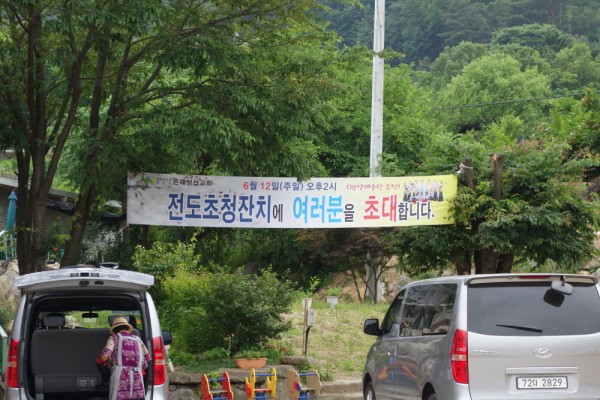 6월 12일(주일) 오후2시
전도초청잔치에 여러분을 초대합니다.
72나 2829